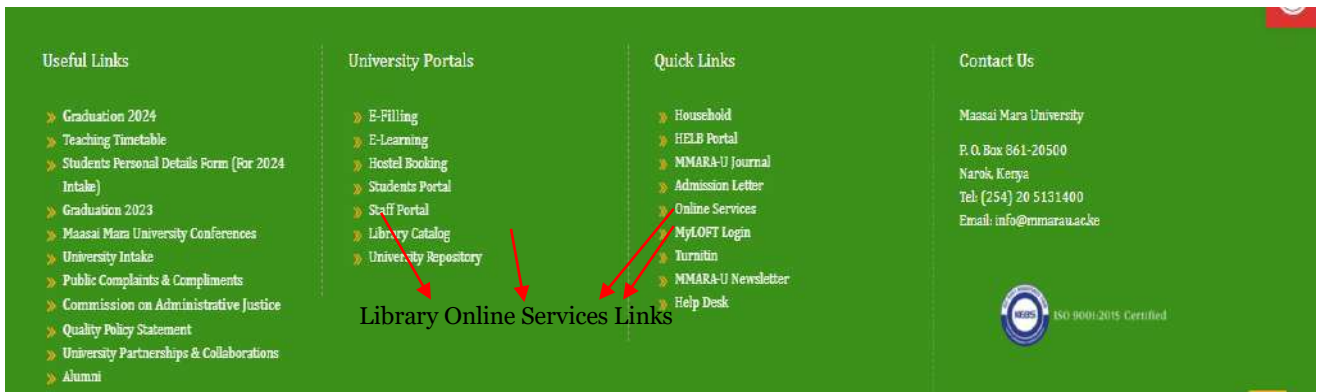 Useful Links
Graduation 2024
Teaching Timetable
Students Personal Details Form (For 2024
Intake)
Graduation 2023
Maasai Mara University Conferences
University Intake
Public Complaints & Compliments
Commission on Administrative Justice
Quality Policy Statement
University Partnerships & Collaborations
Alumni
University Portals
E-Filling
E-Learning
Hostel Booking
Students Portal
Staff Portal
Library Catalog
University Repository
Library Online Services Links
Quick Links
Household
HELB Portal
MMARA-U Journal
Admission Letter
Online Services
MyLOFT Login
Turnitin
MMARA-U Newsletter
Help Desk
Contact Us
Maasai Mara University
P. O. Box 861-20500
Narok, Kenya
Tel: (254) 20 5131400
Email: info@mmarau.ac.ke
KEBS
ISO 9001:2015 Certified